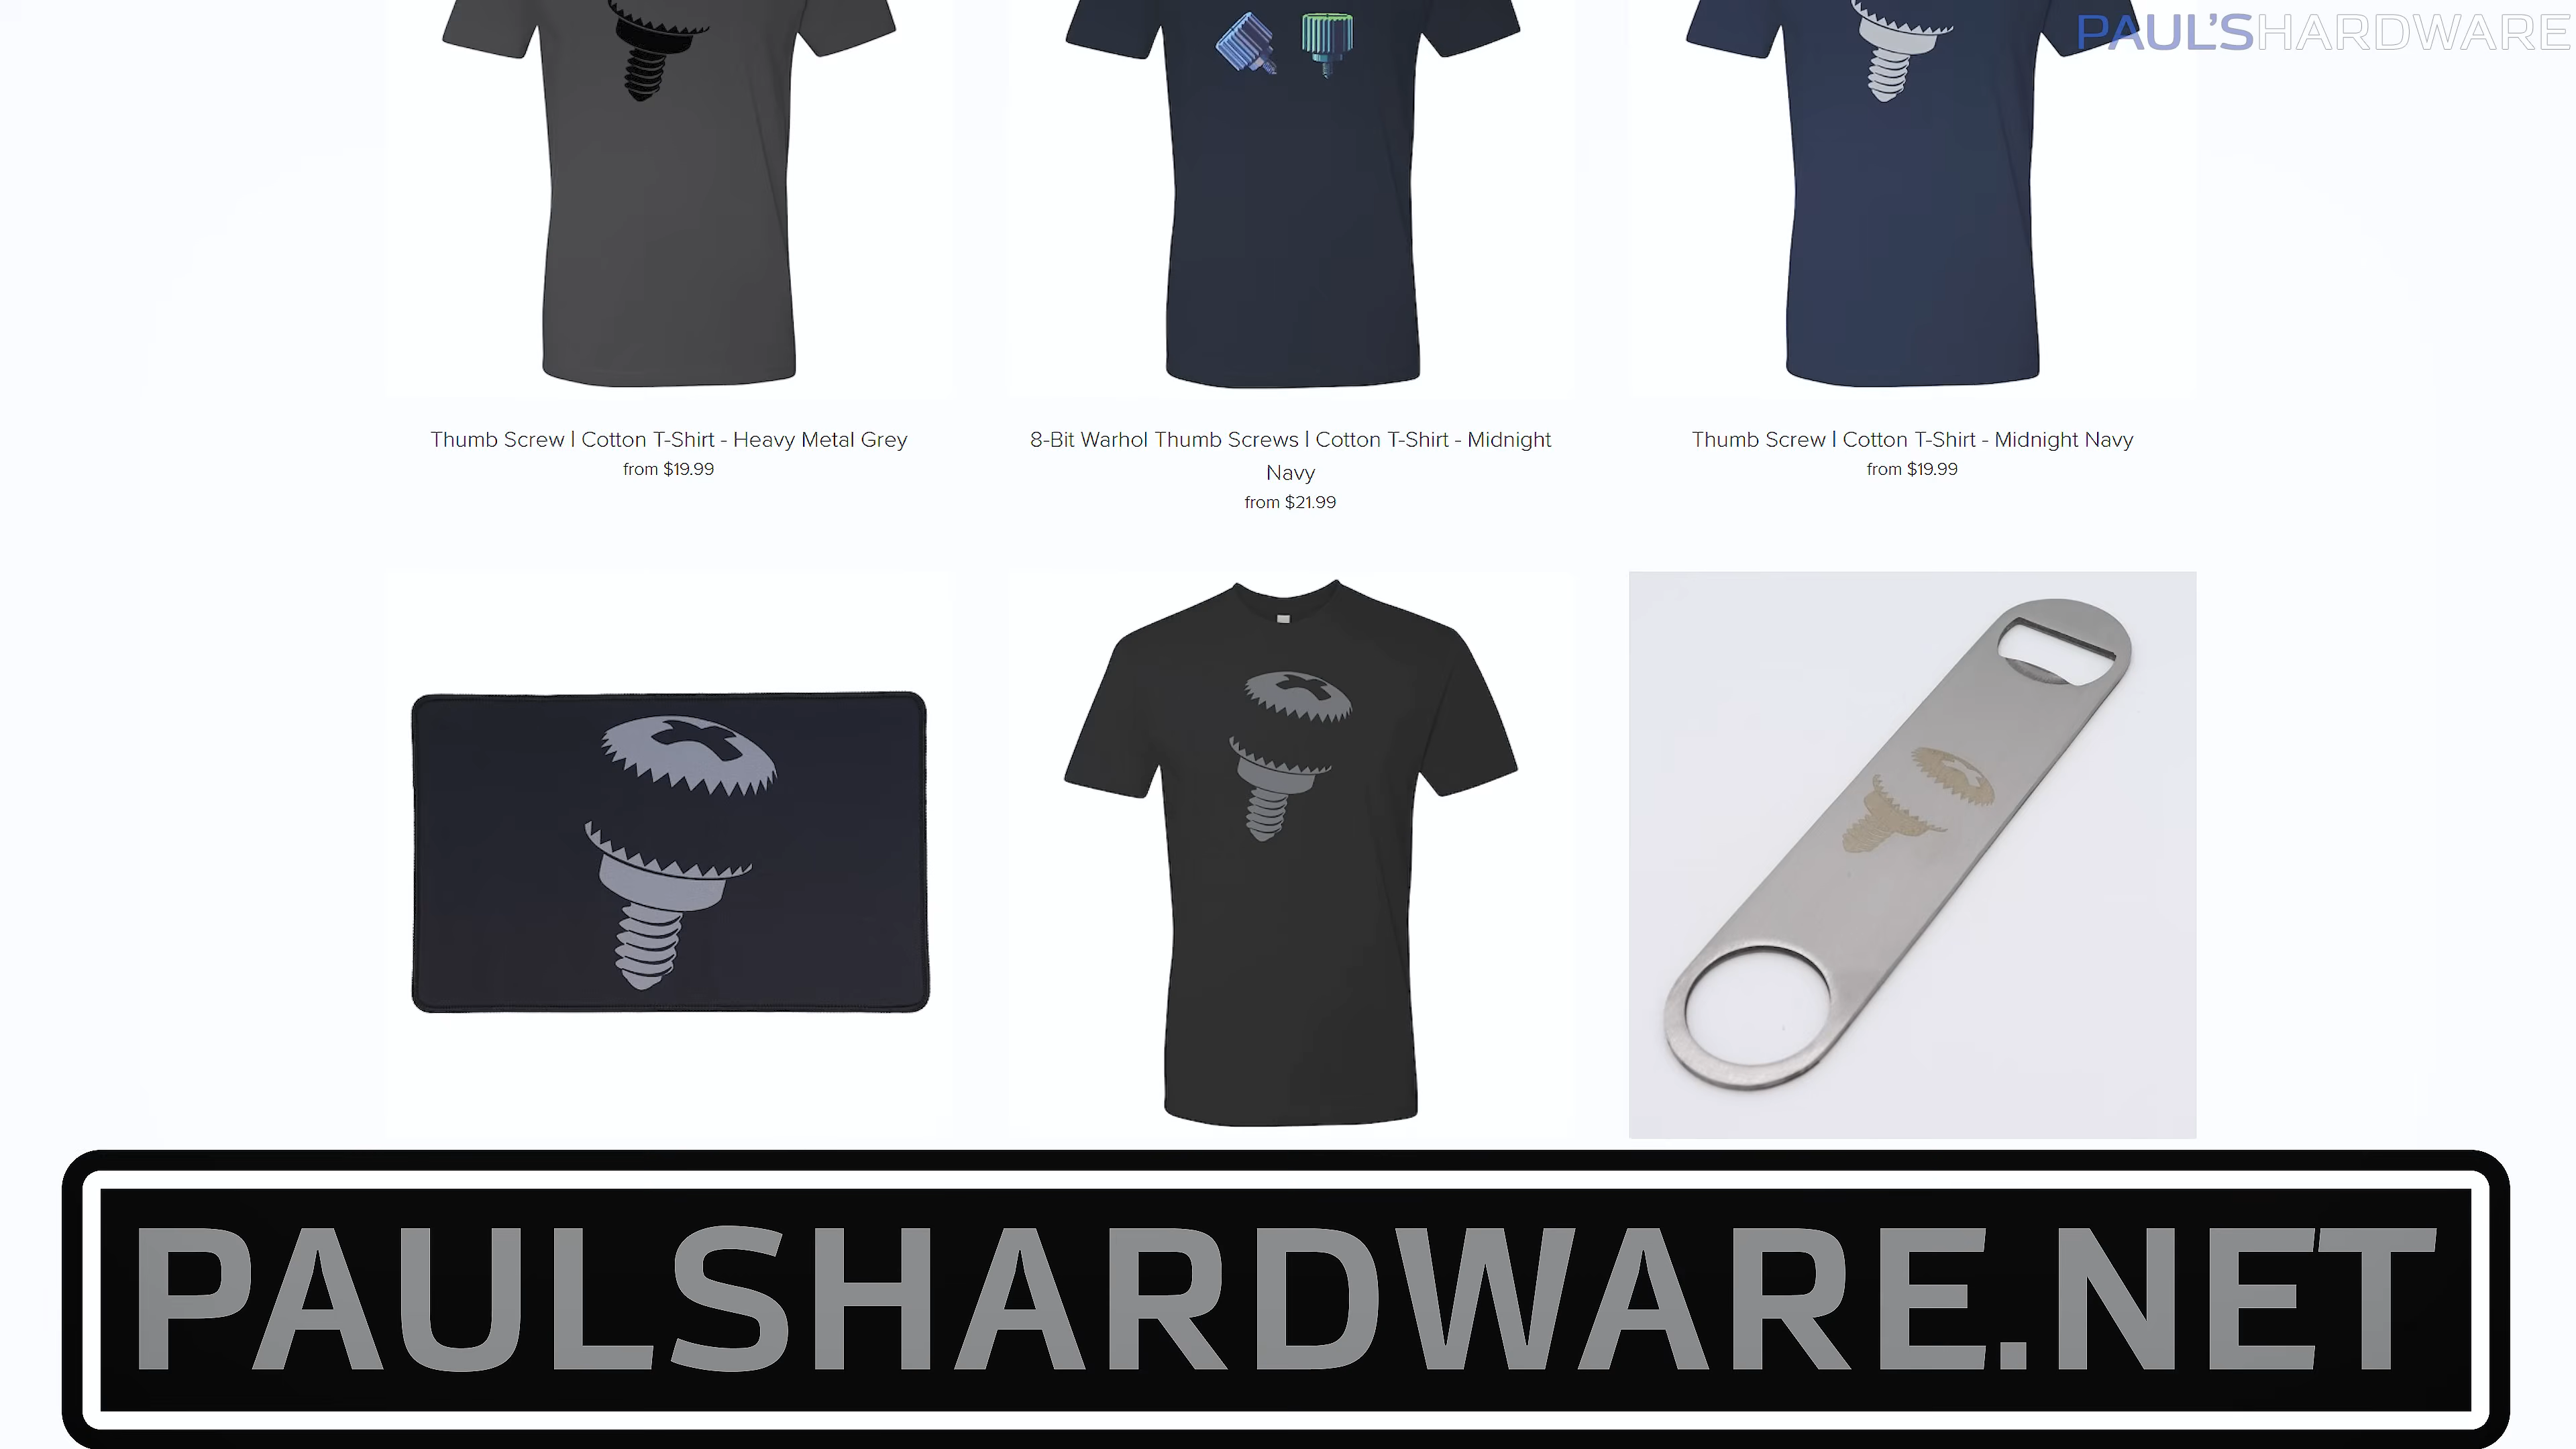 PAUL'SHARDWARE
Thumb Screw | Cotton T-Shirt - Heavy Metal Grey
from $19.99
8-Bit Warhol Thumb Screws | Cotton T-Shirt - Midnight
Navy
from $21.99
Thumb Screw | Cotton T-Shirt - Midnight Navy
from $19.99
PAULSHARDWARE.NET